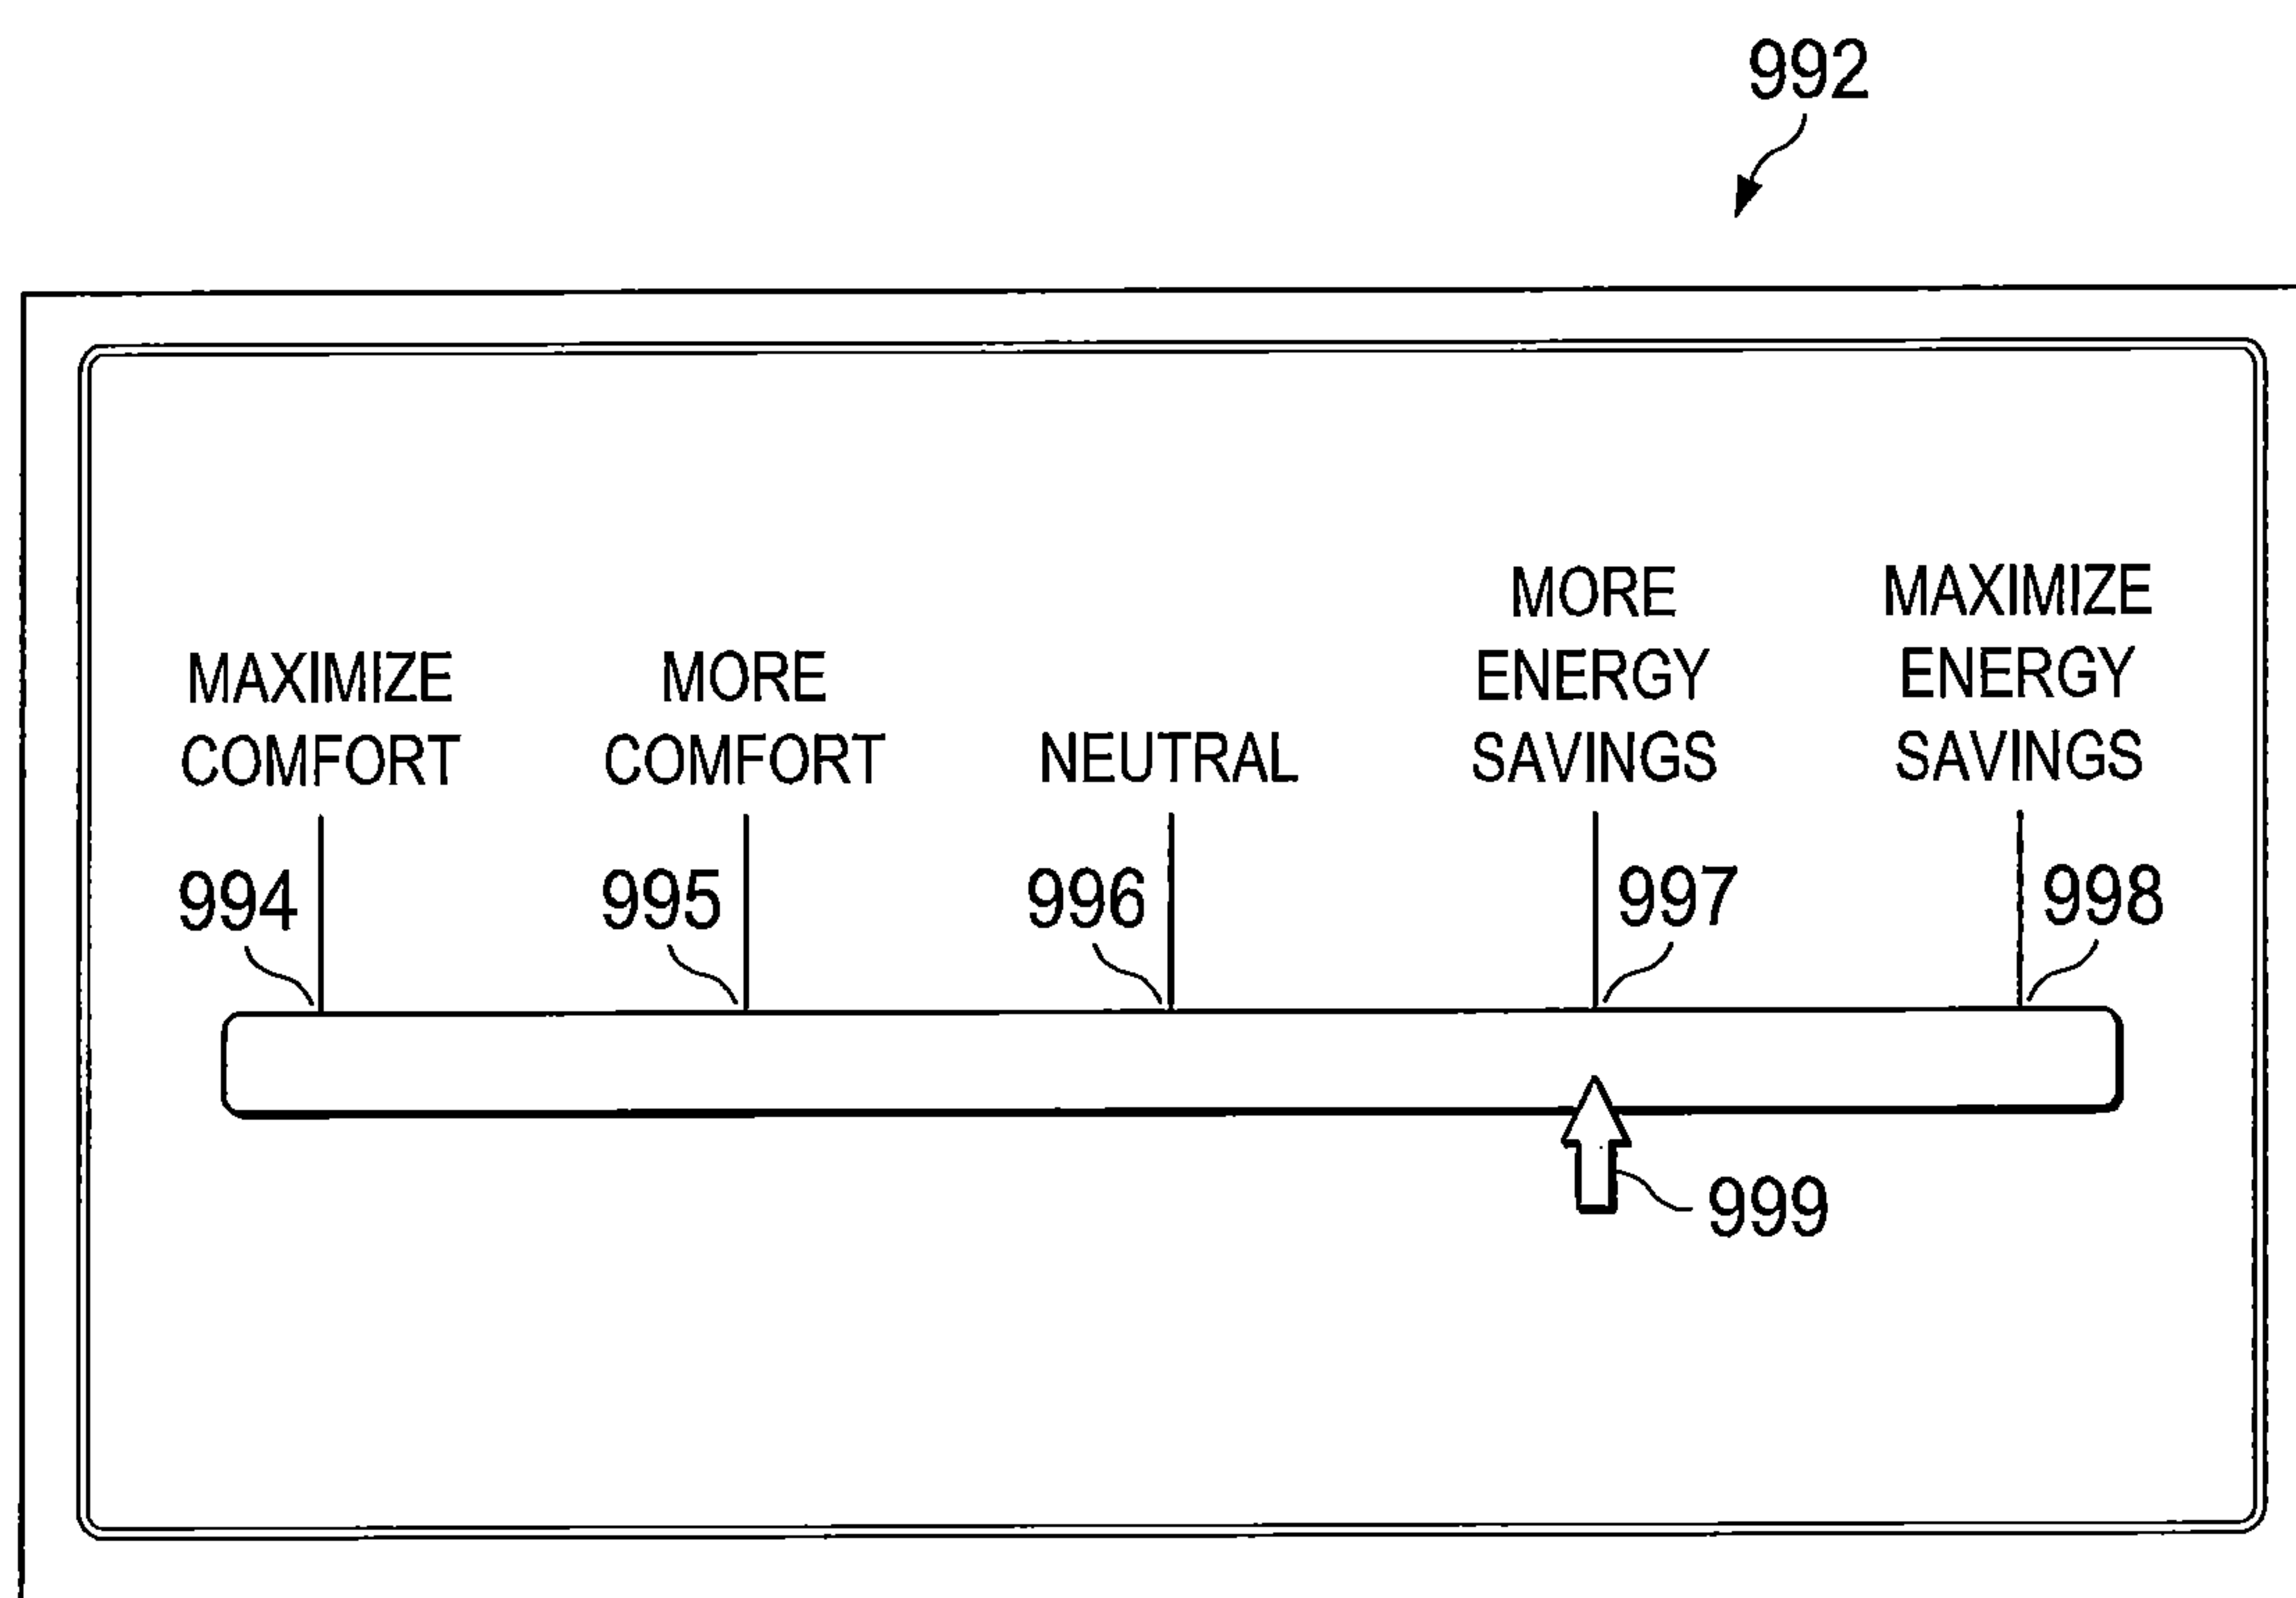 992
MAXIMIZE
COMFORT
MORE
COMFORT
NEUTRAL
MORE
ENERGY
SAVINGS
MAXIMIZE
ENERGY
SAVINGS
994
995
996
997
998
999